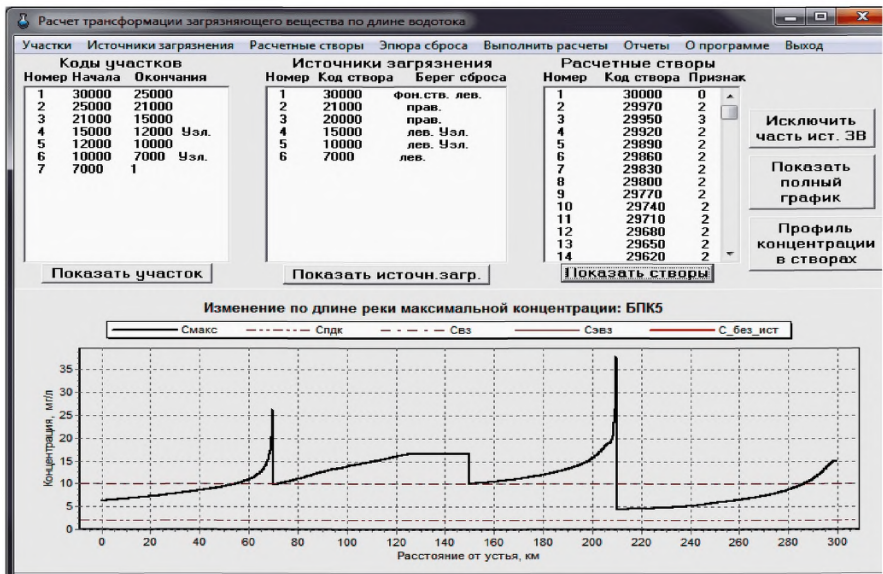 Расчет трансформации загрязняющего вещества по длине водотока
Участки Источники загрязнения Расчетные створы Эпюра сброса Выполнить расчеты Отчеты О программе Выход
Коды участков
Номер Начала Окончания
1 30000 25000
2 25000 21000
3 21000 15000
4 15000 12000 Узл.
5 12000 10000
6 10000 7000 Узл.
7 7000 1
Показать участок
Источники загрязнения
Номер Код створа Берег сброса
1 30000 фон.ств. лев.
2 21000 прав.
3 20000 прав.
4 15000 лев. Узл.
5 10000 лев. Узл.
6 7000 лев.
Показать источн.загр.
Расчетные створы
Номер Код створа Признак
1 30000 0
2 29970 2
3 29950 3
4 29920 2
5 29890 2
6 29860 2
7 29830 2
8 29800 2
9 29770 2
10 29740 2
11 29710 2
12 29680 2
13 29650 2
14 29620 2
Показать створы
Исключить
часть ист. ЗВ
Показать
полный
график
Профиль
концентрации
в створах
Изменение по длине реки максимальной концентрации: БПК5
Смакс Спдк Свз Сэвз С_без_ист
Концентрация, мг/л
35
30
25
20
15
10
5
0
0 20 40 60 80 100 120 140 160 180 200 220 240 260 280 300
Расстояние от устья, км